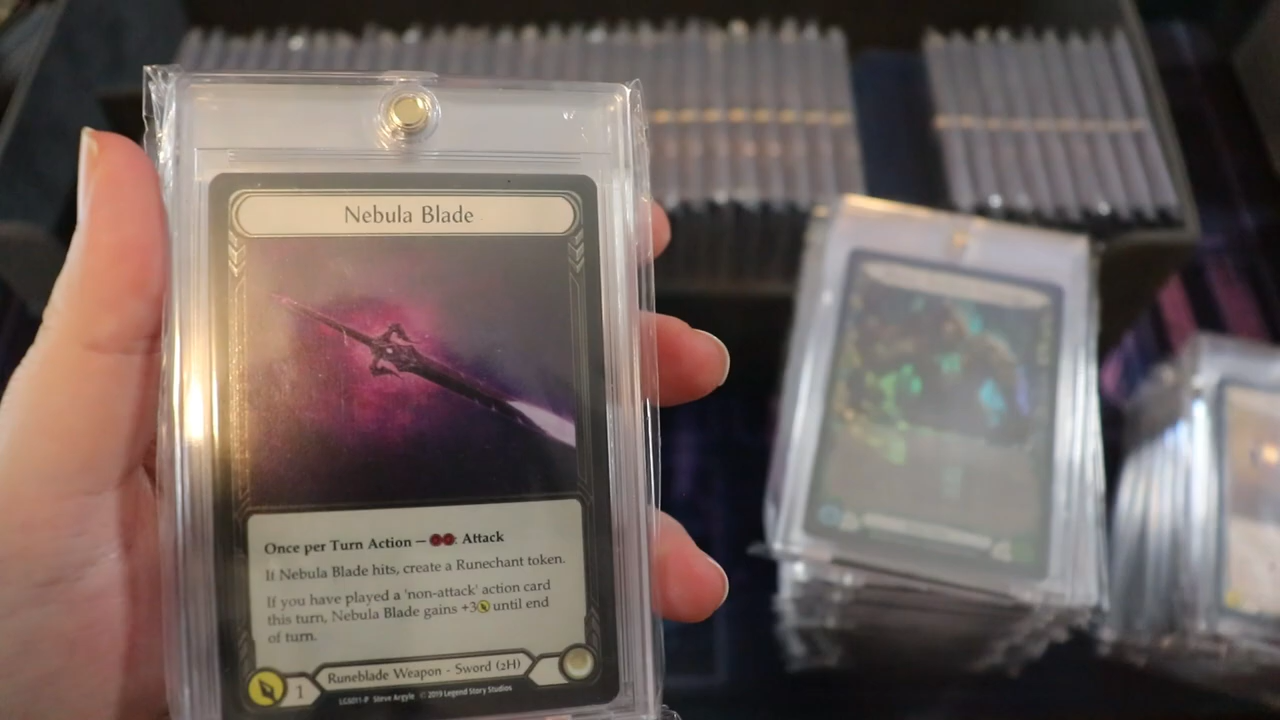 Nebula Blade
Once per Turn Action – : Attack
If Nebula Blade hits, create a Runechant token.
If you have played a 'non-attack' action card
this turn, Nebula Blade gains +3 until end
of turn.
1
Runeblade Weapon - Sword (2H)
LGS011-P Steve Argyle © 2019 Legend Story Studios